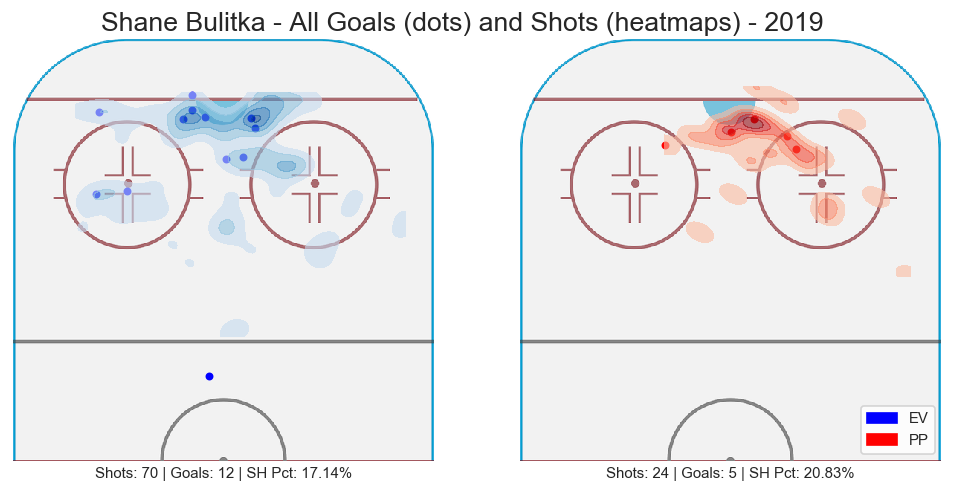 Shane Bulitka - All Goals (dots) and Shots (heatmaps) - 2019
EV
PP
Shots: 70 | Goals: 12 | SH Pct: 17.14%
Shots: 24 | Goals: 5 | SH Pct: 20.83%